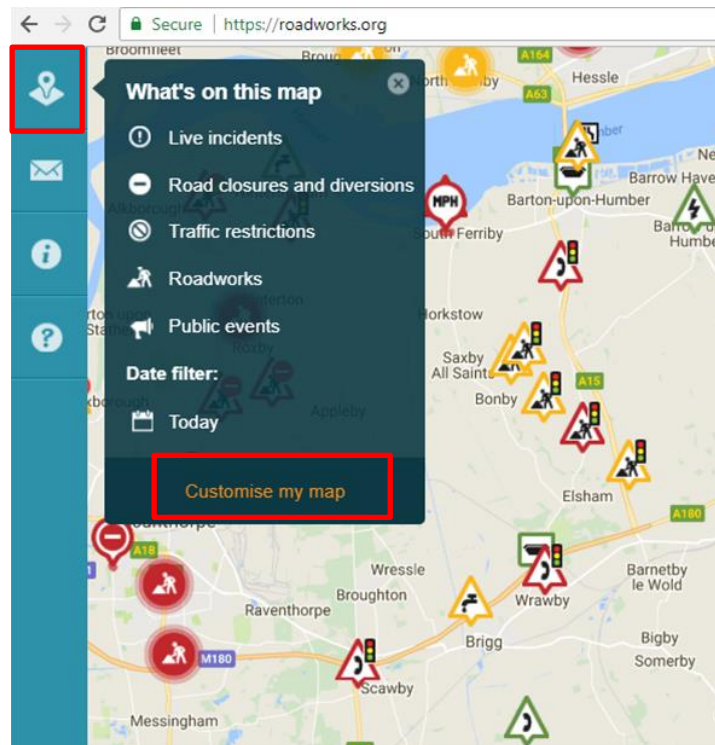 Secure | https://roadworks.org
Broomfleet
A164
Hessle
What's on this map
A63
Live incidents
Road closures and diversions
Barrow Have
MPH
Barton-upon-Humber
Traffic restrictions
South Ferriby
Humbe
Roadworks
Horkstow
Public events
Roxby
Saxby
All Saints
Date filter:
A15
Bonby
Appleby
Today
Customise my map
Elsham
A180
A18
Wressle
Barnetby
le Wold
Broughton
Wrawby
Raventhorpe
Brigg
Bigby
M180
Somerby
Scawby
Messingham